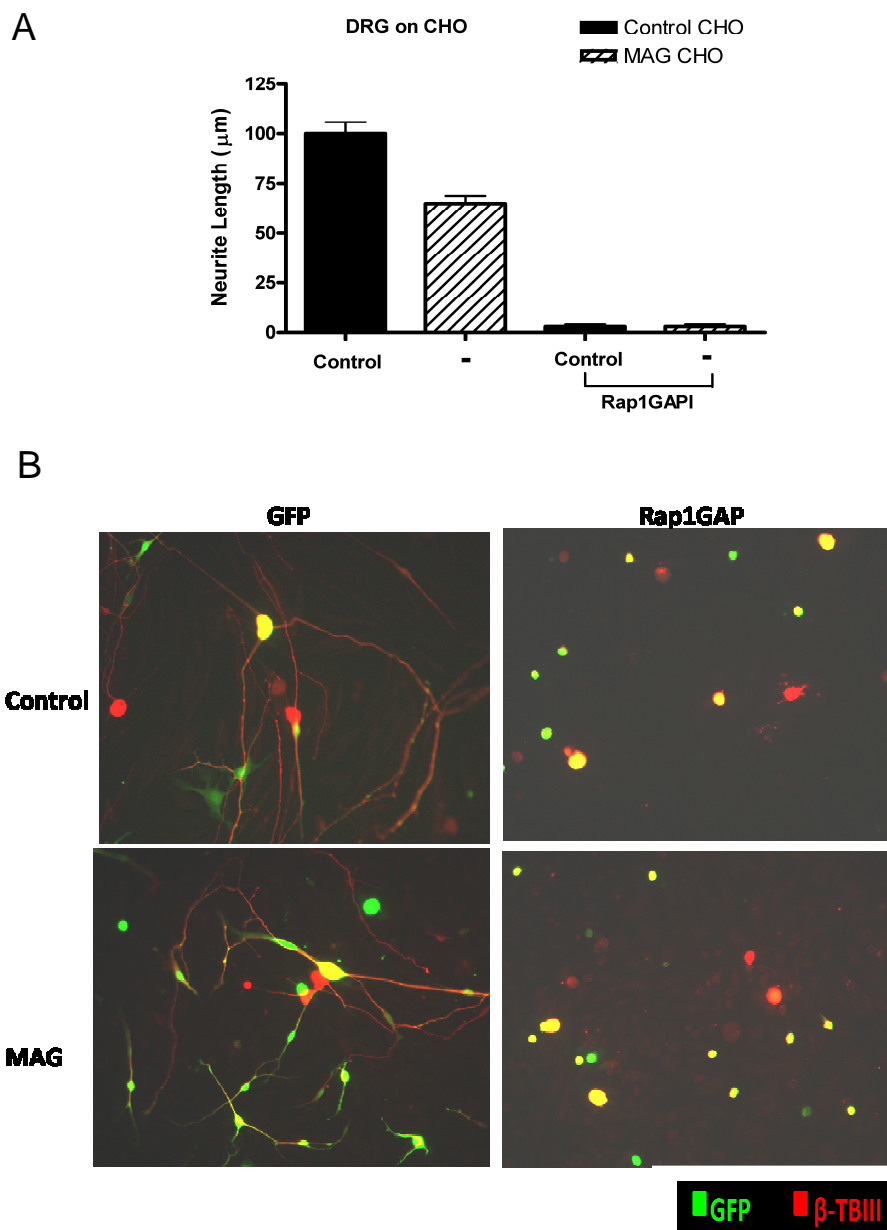 A
DRG on CHO
Control CHO
MAG CHO
Neurite Length (μm)
125
100
75
50
25
0
Control
-
Control
-
Rap1GAPI
B
GFP
Rap1GAP
Control
MAG
GFP
β-TBIII